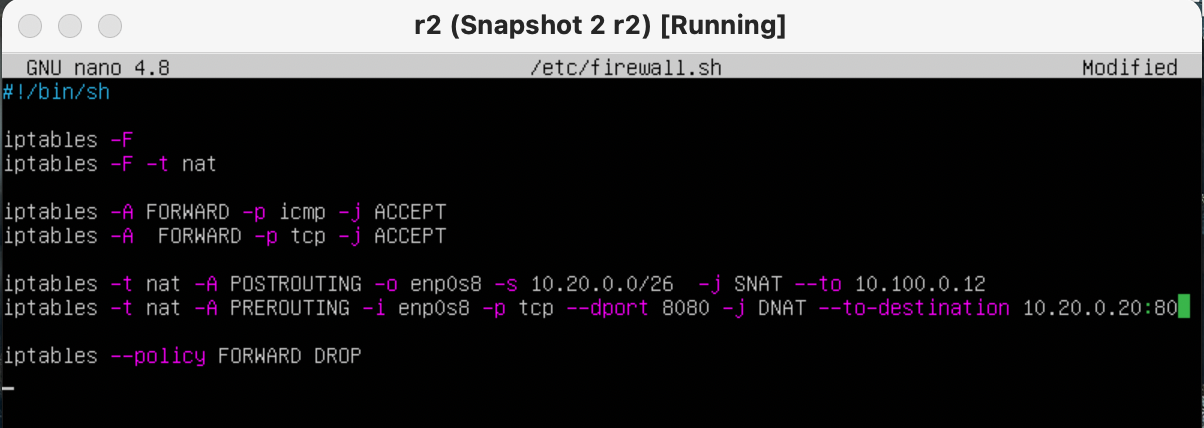 r2 (Snapshot 2 r2) [Running]
GNU nano 4.8 /etc/firewall.sh Modified
#!/bin/sh
iptables -F
iptables -F -t nat
iptables -A FORWARD -p icmp -j ACCEPT
iptables -A  FORWARD -p tcp -j ACCEPT
iptables -t nat -A POSTROUTING -o enp0s8 -s 10.20.0.0/26  -j SNAT --to 10.100.0.12
iptables -t nat -A PREROUTING -i enp0s8 -p tcp --dport 8080 -j DNAT --to-destination 10.20.0.20:80
iptables --policy FORWARD DROP